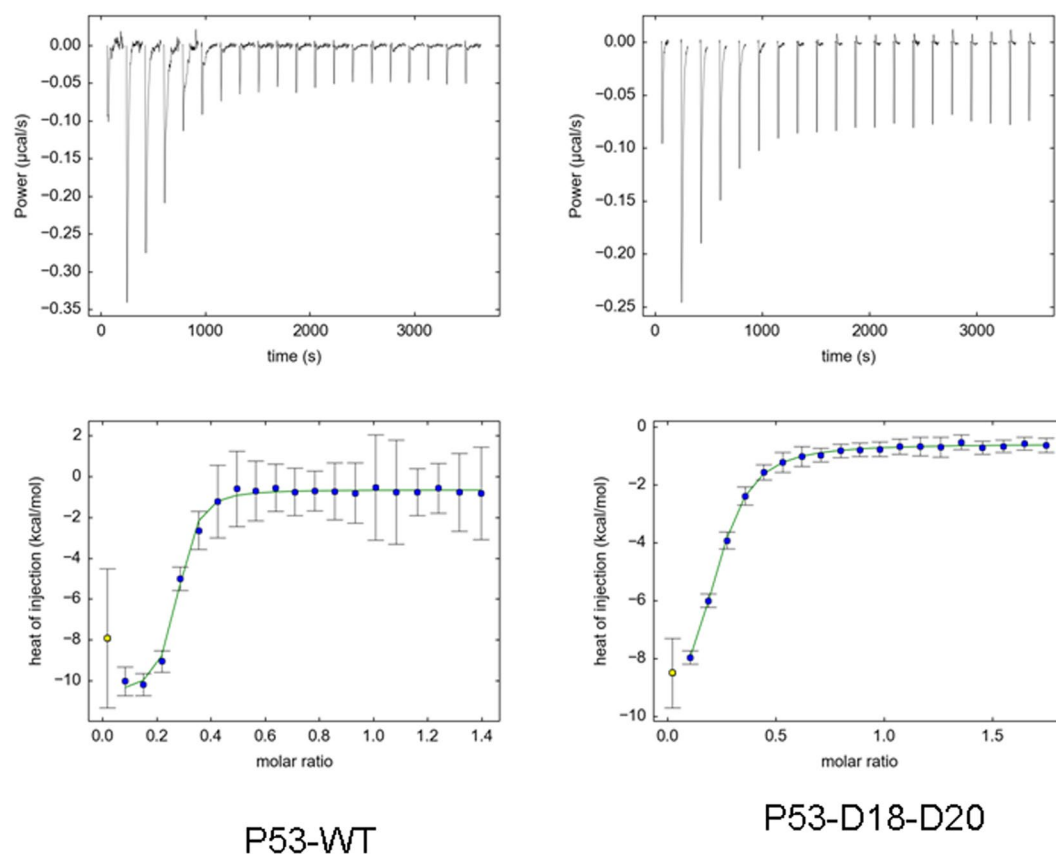 0.00
−0.05
−0.10
−0.15
−0.20
−0.25
−0.30
−0.35
Power (µcal/s)
0 1000 2000 3000
time (s)
0.00
−0.05
−0.10
−0.15
−0.20
−0.25
Power (µcal/s)
0 1000 2000 3000
time (s)
2
0
−2
−4
−6
−8
−10
heat of injection (kcal/mol)
0.0 0.2 0.4 0.6 0.8 1.0 1.2 1.4
molar ratio
0
−2
−4
−6
−8
−10
heat of injection (kcal/mol)
0.0 0.5 1.0 1.5
molar ratio
P53-WT
P53-D18-D20